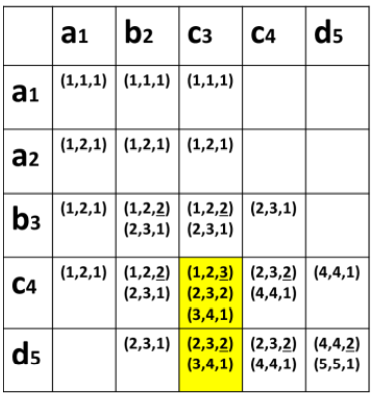 a1 b2 c3 c4 d5
a1 (1,1,1) (1,1,1) (1,1,1)
a2 (1,2,1) (1,2,1) (1,2,1)
b3 (1,2,1) (1,2,2) (1,2,2) (2,3,1)
(2,3,1) (2,3,1)
c4 (1,2,1) (1,2,2) (1,2,3) (2,3,2) (4,4,1)
(2,3,1) (2,3,2) (4,4,1)
(3,4,1)
d5 (2,3,1) (2,3,2) (2,3,2) (4,4,2)
(3,4,1) (4,4,1) (5,5,1)